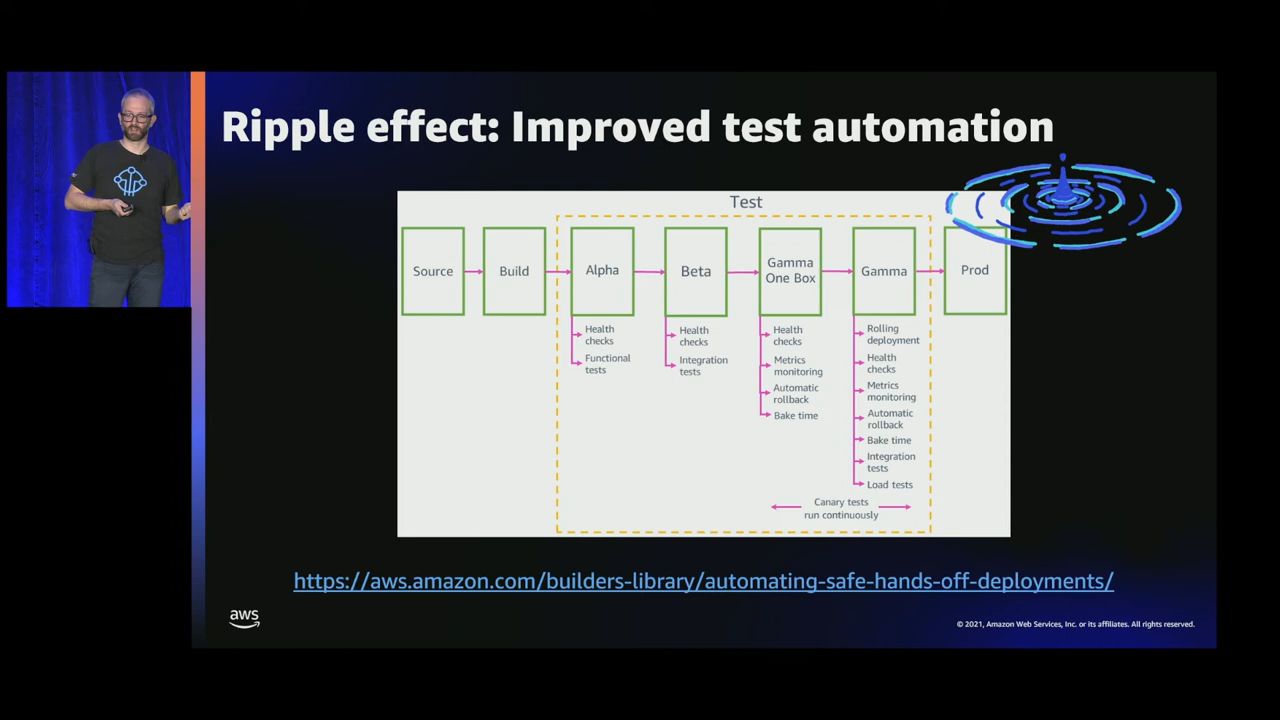 Ripple effect: Improved test automation
Test
Source
Build
Alpha
Beta
Gamma
One Box
Gamma
Prod
Health
checks
Functional
tests
Health
checks
Integration
tests
Health
checks
Metrics
monitoring
Automatic
rollback
Bake time
Rolling
deployment
Health
checks
Metrics
monitoring
Automatic
rollback
Bake time
Integration
tests
Load tests
Canary tests
run continuously
https://aws.amazon.com/builders-library/automating-safe-hands-off-deployments/
aws
© 2021, Amazon Web Services, Inc. or its affiliates. All rights reserved.